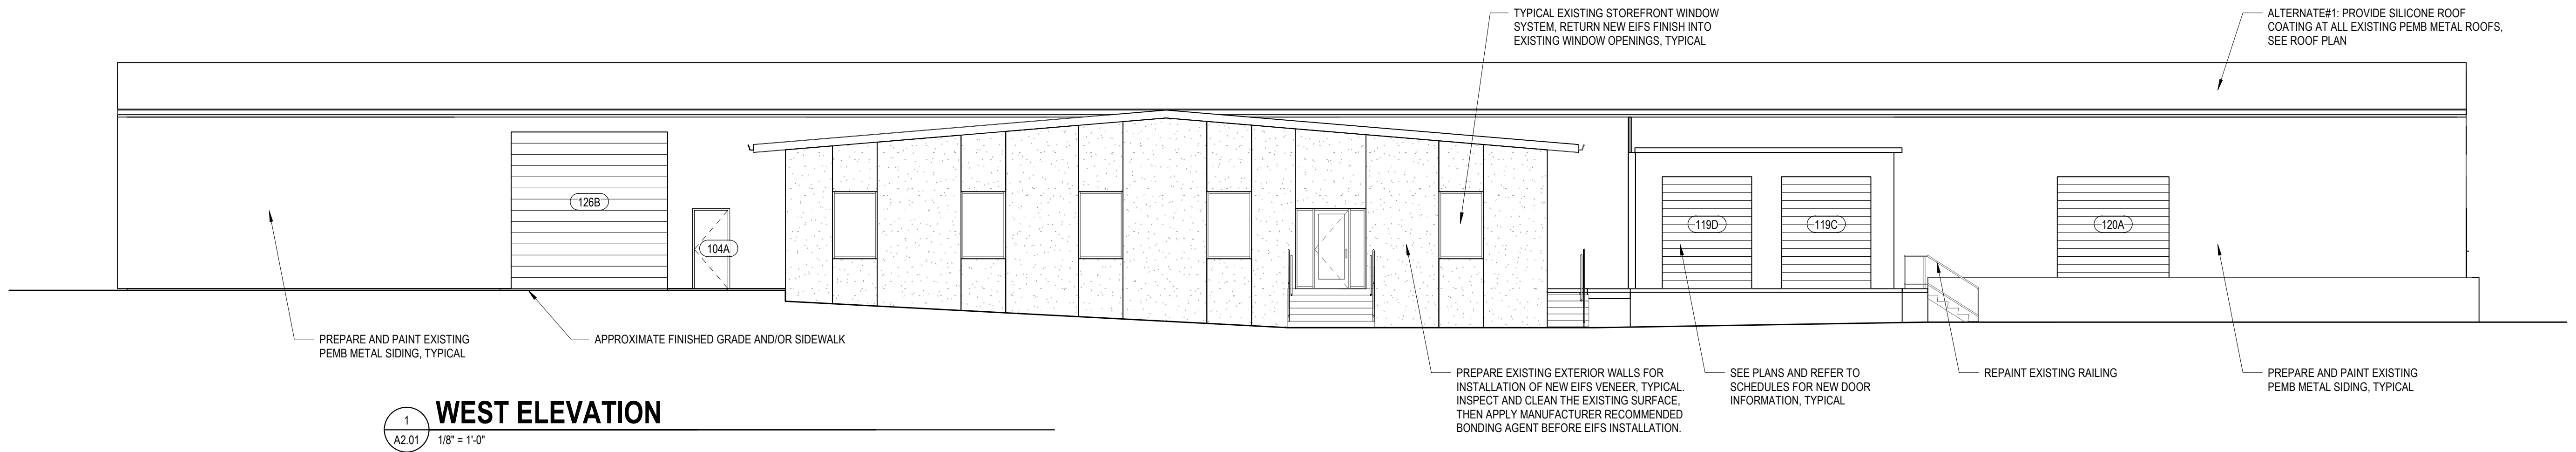 TYPICAL EXISTING STOREFRONT WINDOW
SYSTEM, RETURN NEW EIFS FINISH INTO
EXISTING WINDOW OPENINGS, TYPICAL
ALTERNATE#1: PROVIDE SILICONE ROOF
COATING AT ALL EXISTING PEMB METAL ROOFS,
SEE ROOF PLAN
126B
104A
119D
119C
120A
PREPARE AND PAINT EXISTING
PEMB METAL SIDING, TYPICAL
APPROXIMATE FINISHED GRADE AND/OR SIDEWALK
PREPARE EXISTING EXTERIOR WALLS FOR
INSTALLATION OF NEW EIFS VENEER, TYPICAL.
INSPECT AND CLEAN THE EXISTING SURFACE,
THEN APPLY MANUFACTURER RECOMMENDED
BONDING AGENT BEFORE EIFS INSTALLATION.
SEE PLANS AND REFER TO
SCHEDULES FOR NEW DOOR
INFORMATION, TYPICAL
REPAINT EXISTING RAILING
PREPARE AND PAINT EXISTING
PEMB METAL SIDING, TYPICAL
1
WEST ELEVATION
A2.01
1/8" = 1'-0"